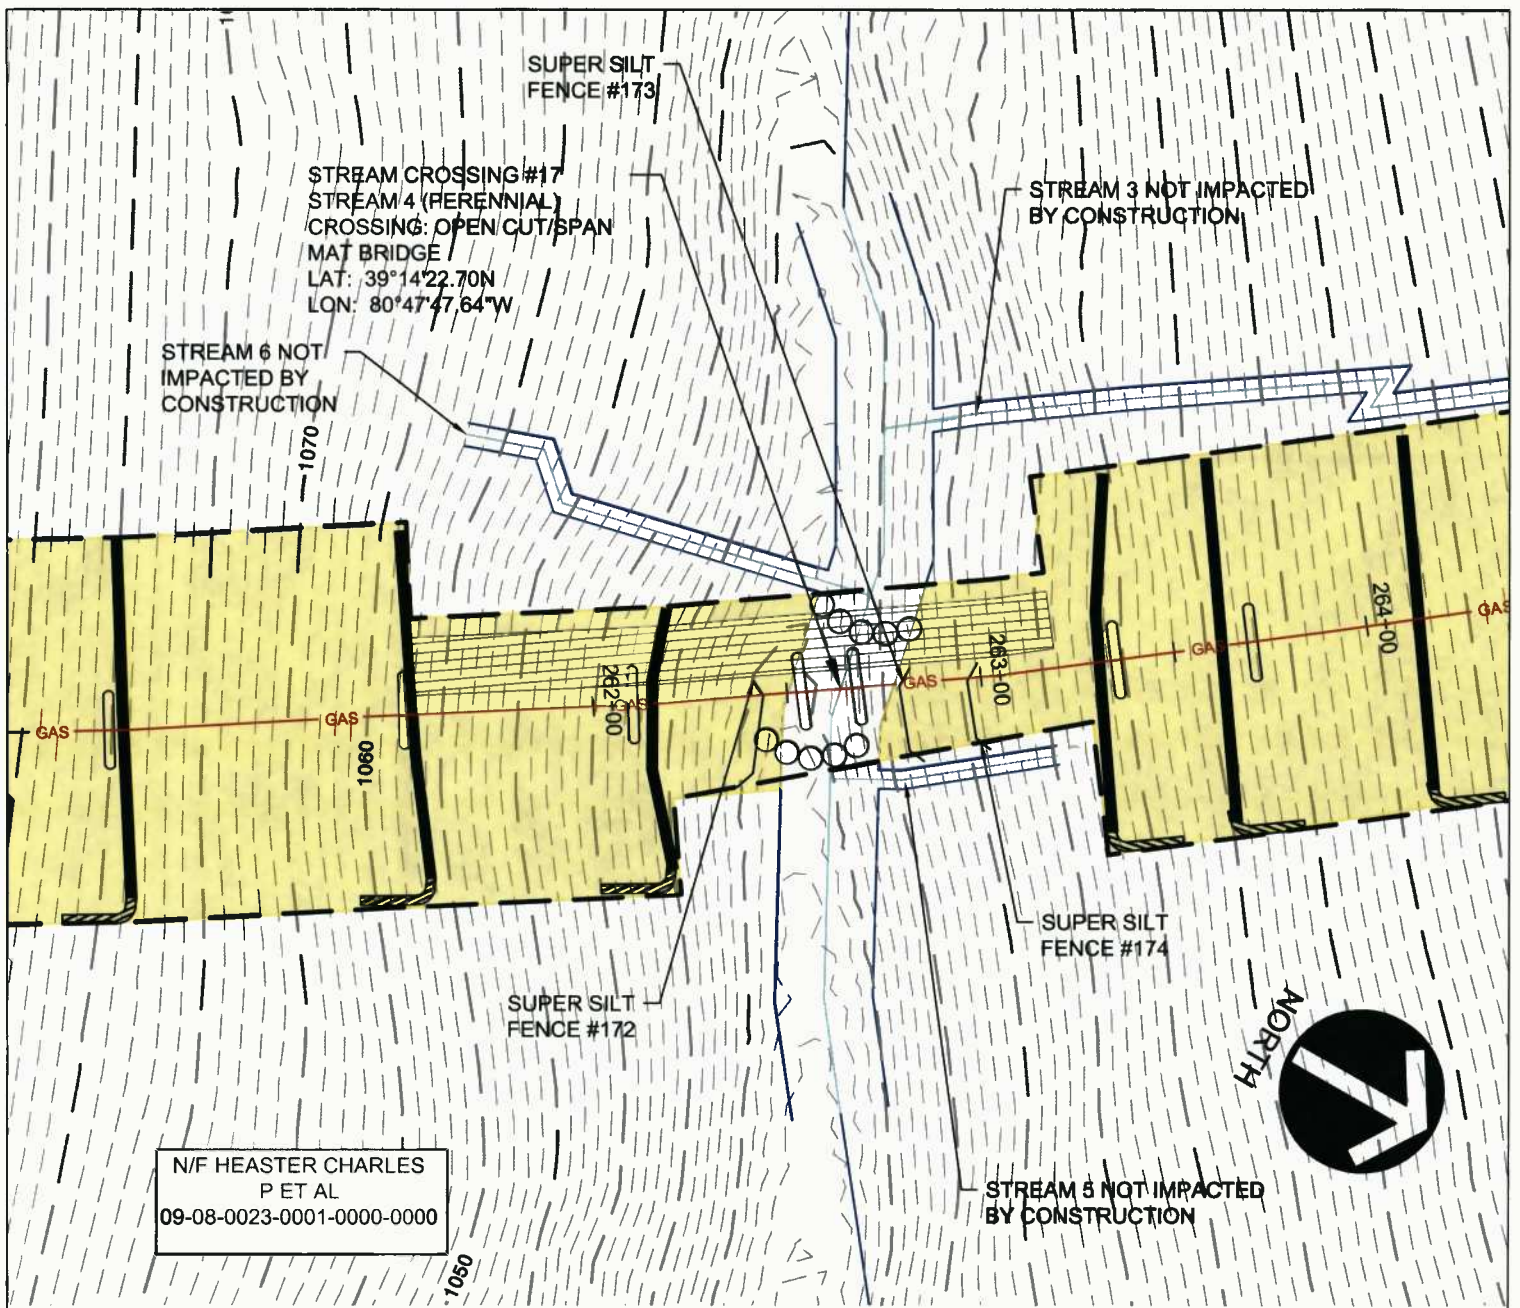 SUPER SILT
FENCE #173
STREAM CROSSING #17
STREAM 4 (PERENNIAL)
CROSSING: OPEN CUT/SPAN
MAT BRIDGE
LAT: 39°14'22.70N
LON: 80°47'47.64"W
STREAM 3 NOT IMPACTED
BY CONSTRUCTION
STREAM 6 NOT
IMPACTED BY
CONSTRUCTION
1070
264+00
GAS
GAS
263+00
GAS
262+00
GAS
GAS
GAS
1060
SUPER SILT
FENCE #174
SUPER SILT
FENCE #172
NORTH
N/F HEASTER CHARLES
P ET AL
09-08-0023-0001-0000-0000
STREAM 5 NOT IMPACTED
BY CONSTRUCTION
1050